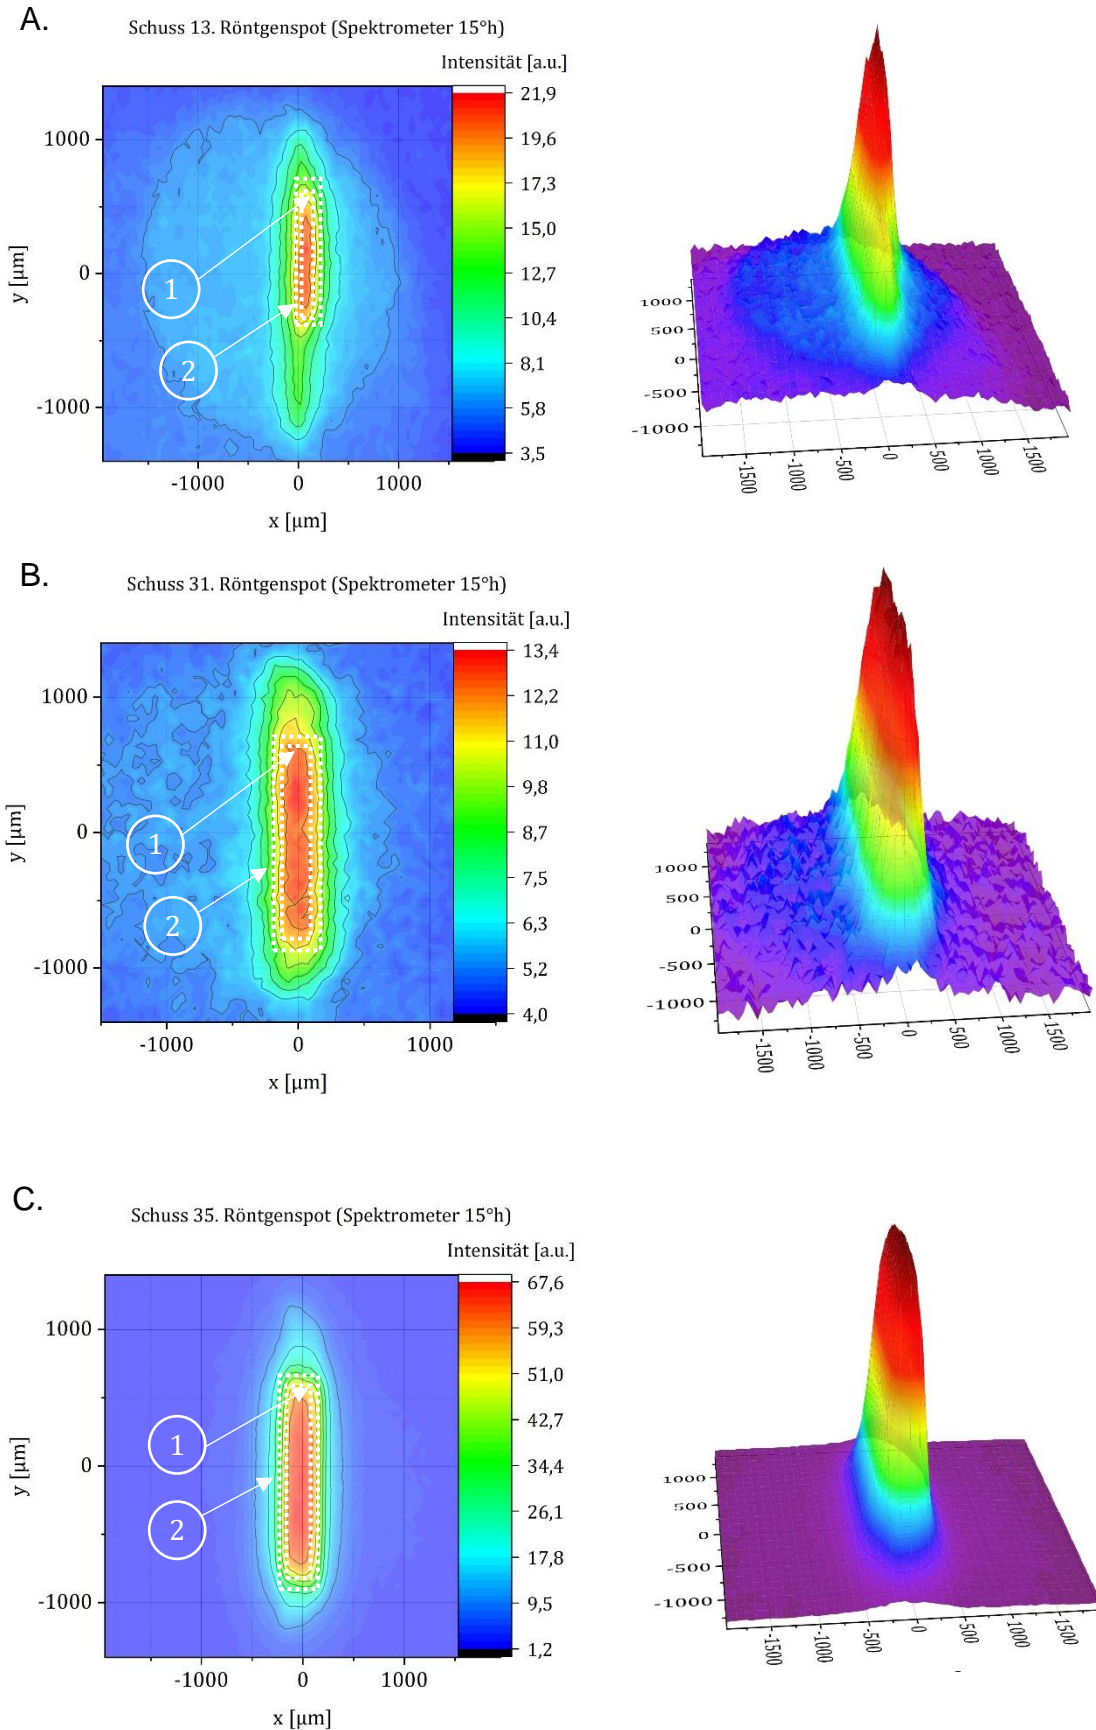 A.
Schuss 13. Röntgenspot (Spektrometer 15°h)
Intensität [a.u.]
21,9
19,6
17,3
15,0
12,7
10,4
8,1
5,8
3,5
1000
0
-1000
y [µm]
-1000 0 1000
x [µm]
1
2
1000
500
0
-500
-1000
-1500 -1000 -500 0 500 1000 1500
B.
Schuss 31. Röntgenspot (Spektrometer 15°h)
Intensität [a.u.]
13,4
12,2
11,0
9,8
8,7
7,5
6,3
5,2
4,0
1000
0
-1000
y [µm]
-1000 0 1000
x [µm]
1
2
1000
500
0
-500
-1000
-1500 -1000 -500 0 500 1000 1500
C.
Schuss 35. Röntgenspot (Spektrometer 15°h)
Intensität [a.u.]
67,6
59,3
51,0
42,7
34,4
26,1
17,8
9,5
1,2
1000
0
-1000
y [µm]
-1000 0 1000
x [µm]
1
2
1000
500
0
-500
-1000
-1500 -1000 -500 0 500 1000 1500